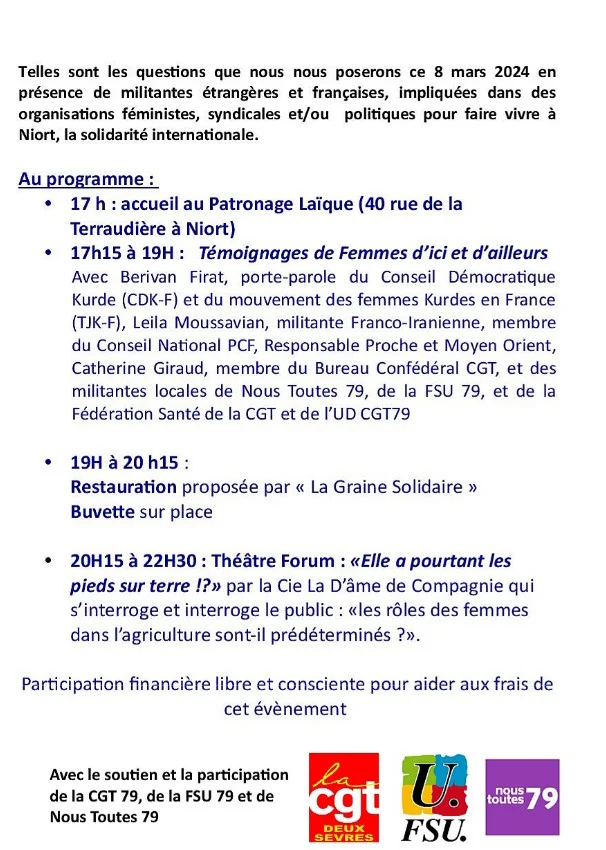 Telles sont les questions que nous nous poserons ce 8 mars 2024 en
présence de militantes étrangères et françaises, impliquées dans des
organisations féministes, syndicales et/ou politiques pour faire vivre à
Niort, la solidarité internationale.
Au programme :
• 17 h : accueil au Patronage Laïque (40 rue de la
Terraudière à Niort)
• 17h15 à 19H : Témoignages de Femmes d’ici et d’ailleurs
Avec Berivan Firat, porte-parole du Conseil Démocratique
Kurde (CDK-F) et du mouvement des femmes Kurdes en France
(TJK-F), Leila Moussavian, militante Franco-Iranienne, membre
du Conseil National PCF, Responsable Proche et Moyen Orient,
Catherine Giraud, membre du Bureau Confédéral CGT, et des
militantes locales de Nous Toutes 79, de la FSU 79, et de la
Fédération Santé de la CGT et de l’UD CGT79
• 19H à 20 h15 :
Restauration proposée par « La Graine Solidaire »
Buvette sur place
• 20H15 à 22H30 : Théâtre Forum : «Elle a pourtant les
pieds sur terre !?» par la Cie La D’âme de Compagnie qui
s’interroge et interroge le public : «les rôles des femmes
dans l’agriculture sont-il prédéterminés ?».
Participation financière libre et consciente pour aider aux frais de
cet évènement
Avec le soutien et la participation
de la CGT 79, de la FSU 79 et de
Nous Toutes 79
la
cgt
DEUX
SEVRES
U.
FSU.
nous
toutes 79